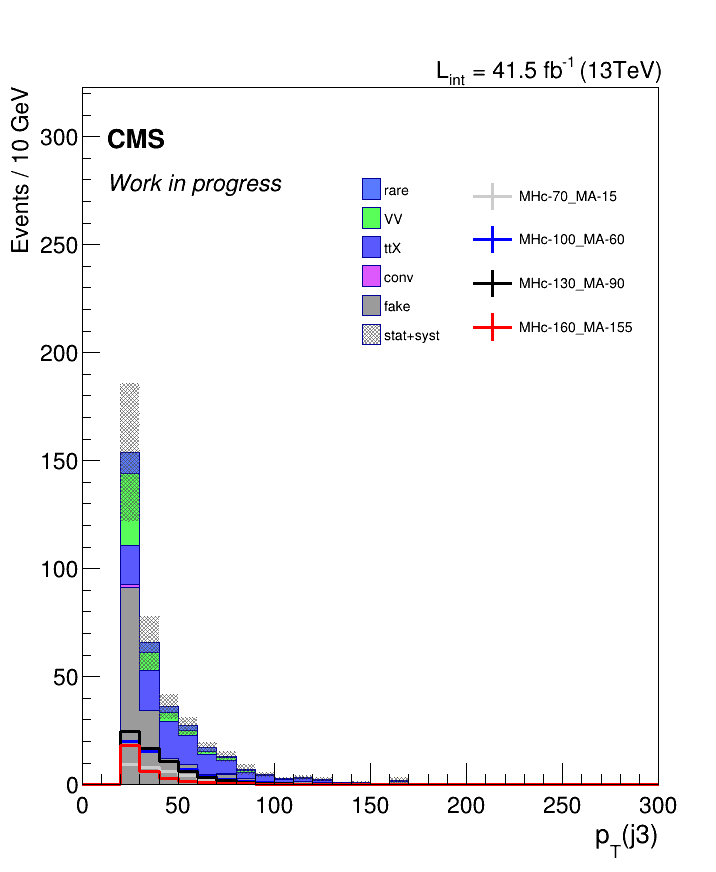 L_int = 41.5 fb^-1 (13TeV)
Events / 10 GeV
CMS
Work in progress
rare
VV
ttX
conv
fake
stat+syst
MHc-70_MA-15
MHc-100_MA-60
MHc-130_MA-90
MHc-160_MA-155
300
250
200
150
100
50
0
0 50 100 150 200 250 300
p_T(j3)